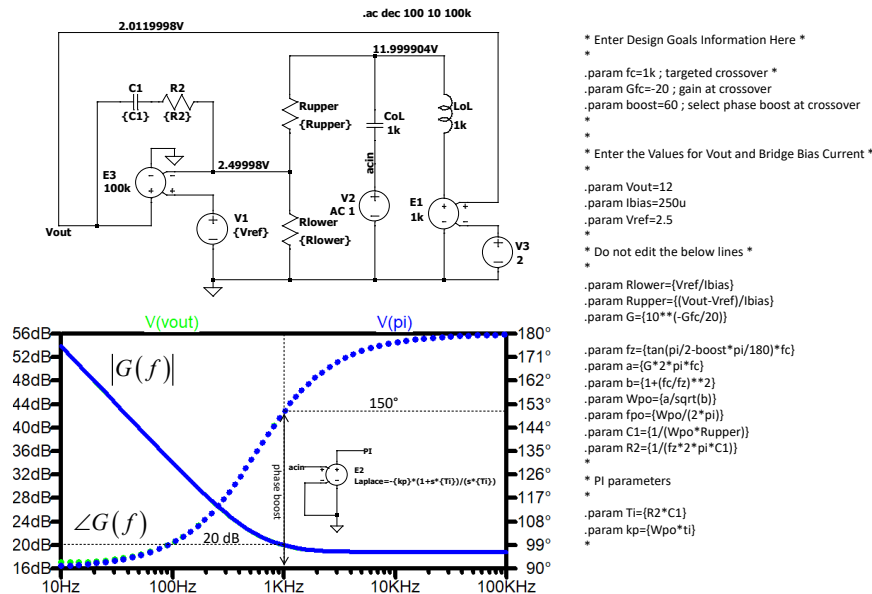 .ac dec 100 10 100k
2.0119998V
11.999904V
C1
{C1}
R2
{R2}
Rupper
{Rupper}
CoL
1k
LoL
1k
acin
2.49998V
E3
100k
V1
{Vref}
Rlower
{Rlower}
V2
AC 1
E1
1k
V3
2
Vout
V(vout)
V(pi)
56dB
52dB
48dB
44dB
40dB
36dB
32dB
28dB
24dB
20dB
16dB
180°
171°
162°
153°
144°
135°
126°
117°
108°
99°
90°
|G(f)|
150°
PI
acin
E2
Laplace=-{kp}*(1+s*{Ti})/(s*{Ti})
phase boost
∠G(f)
20 dB
10Hz
100Hz
1KHz
10KHz
100KHz
* Enter Design Goals Information Here *
*
.param fc=1k ; targeted crossover *
.param Gfc=-20 ; gain at crossover
.param boost=60 ; select phase boost at crossover
*
*
* Enter the Values for Vout and Bridge Bias Current *
*
.param Vout=12
.param Ibias=250u
.param Vref=2.5
*
* Do not edit the below lines *
*
.param Rlower={Vref/Ibias}
.param Rupper={(Vout-Vref)/Ibias}
.param G={10**(-Gfc/20)}
.param fz={tan(pi/2-boost*pi/180)*fc}
.param a={G*2*pi*fc}
.param b={1+(fc/fz)**2}
.param Wpo={a/sqrt(b)}
.param fpo={Wpo/(2*pi)}
.param C1={1/(Wpo*Rupper)}
.param R2={1/(fz*2*pi*C1)}
*
* PI parameters
*
.param Ti={R2*C1}
.param kp={Wpo*ti}
*